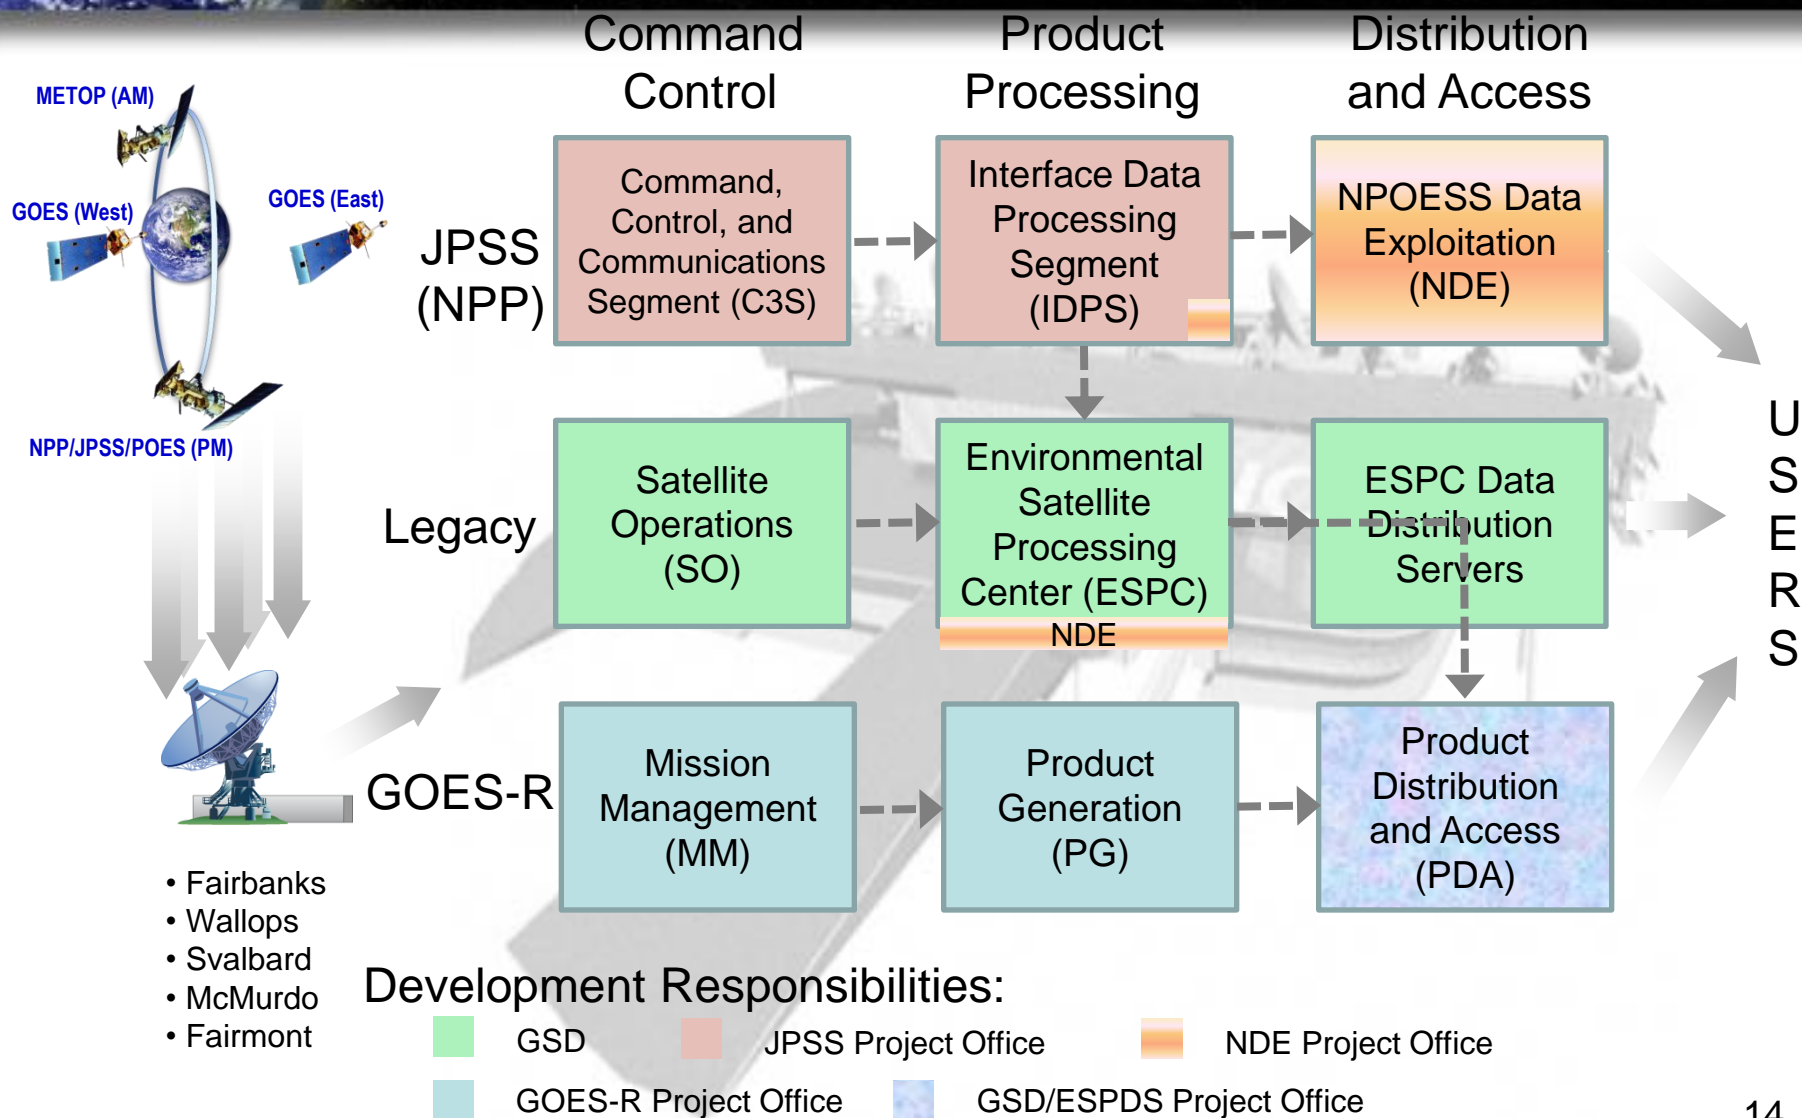 Command
Control
Product
Processing
Distribution
and Access
METOP (AM)
GOES (West)
GOES (East)
NPP/JPSS/POES (PM)
JPSS
(NPP)
Command,
Control, and
Communications
Segment (C3S)
Interface Data
Processing
Segment
(IDPS)
NPOESS Data
Exploitation
(NDE)
Legacy
Satellite
Operations
(SO)
Environmental
Satellite
Processing
Center (ESPC)
NDE
ESPC Data
Distribution
Servers
GOES-R
Mission
Management
(MM)
Product
Generation
(PG)
Product
Distribution
and Access
(PDA)
U
S
E
R
S
• Fairbanks
• Wallops
• Svalbard
• McMurdo
• Fairmont
Development Responsibilities:
GSD
JPSS Project Office
NDE Project Office
GOES-R Project Office
GSD/ESPDS Project Office
14